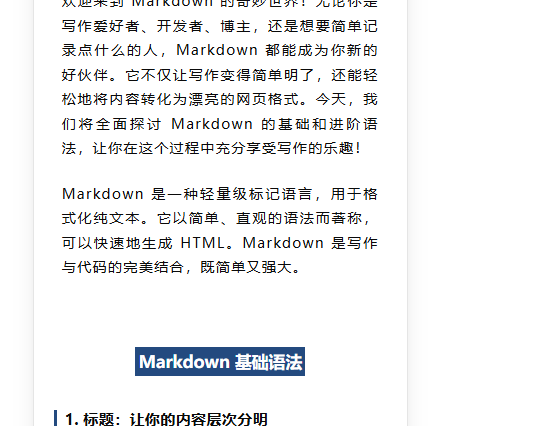 欢迎来到 Markdown 的奇妙世界！无论你是
写作爱好者、开发者、博主，还是想要简单记
录点什么的人，Markdown 都能成为你新的
好伙伴。它不仅让写作变得简单明了，还能轻
松地将内容转化为漂亮的网页格式。今天，我
们将全面探讨 Markdown 的基础和进阶语
法，让你在这个过程中充分享受写作的乐趣！
Markdown 是一种轻量级标记语言，用于格
式化纯文本。它以简单、直观的语法而著称，
可以快速地生成 HTML。Markdown 是写作
与代码的完美结合，既简单又强大。
Markdown 基础语法
1. 标题：让你的内容层次分明